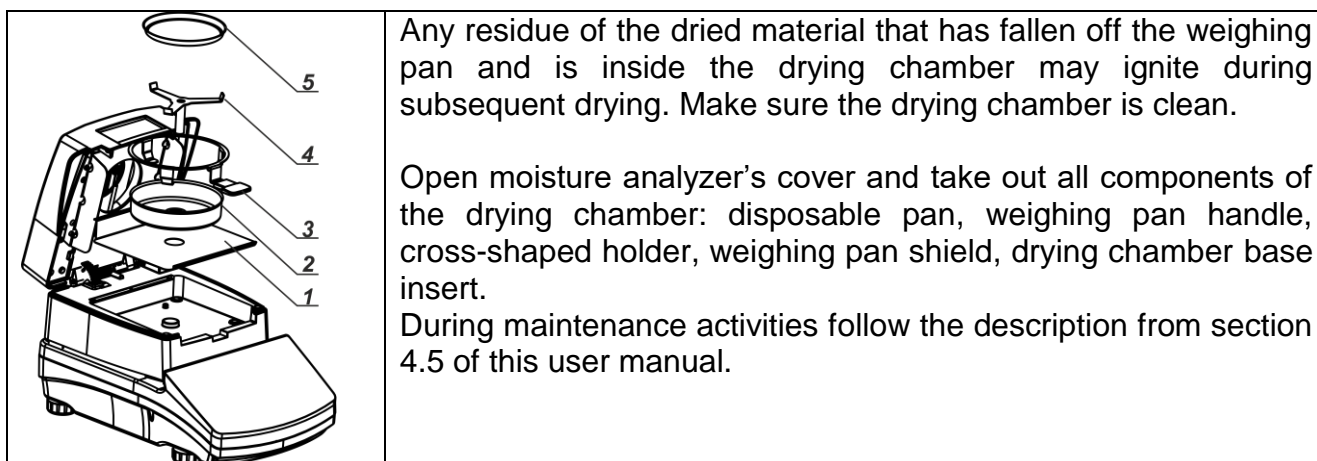 5
4
3
2
1
Any residue of the dried material that has fallen off the weighing
pan and is inside the drying chamber may ignite during
subsequent drying. Make sure the drying chamber is clean.
Open moisture analyzer’s cover and take out all components of
the drying chamber: disposable pan, weighing pan handle,
cross-shaped holder, weighing pan shield, drying chamber base
insert.
During maintenance activities follow the description from section
4.5 of this user manual.